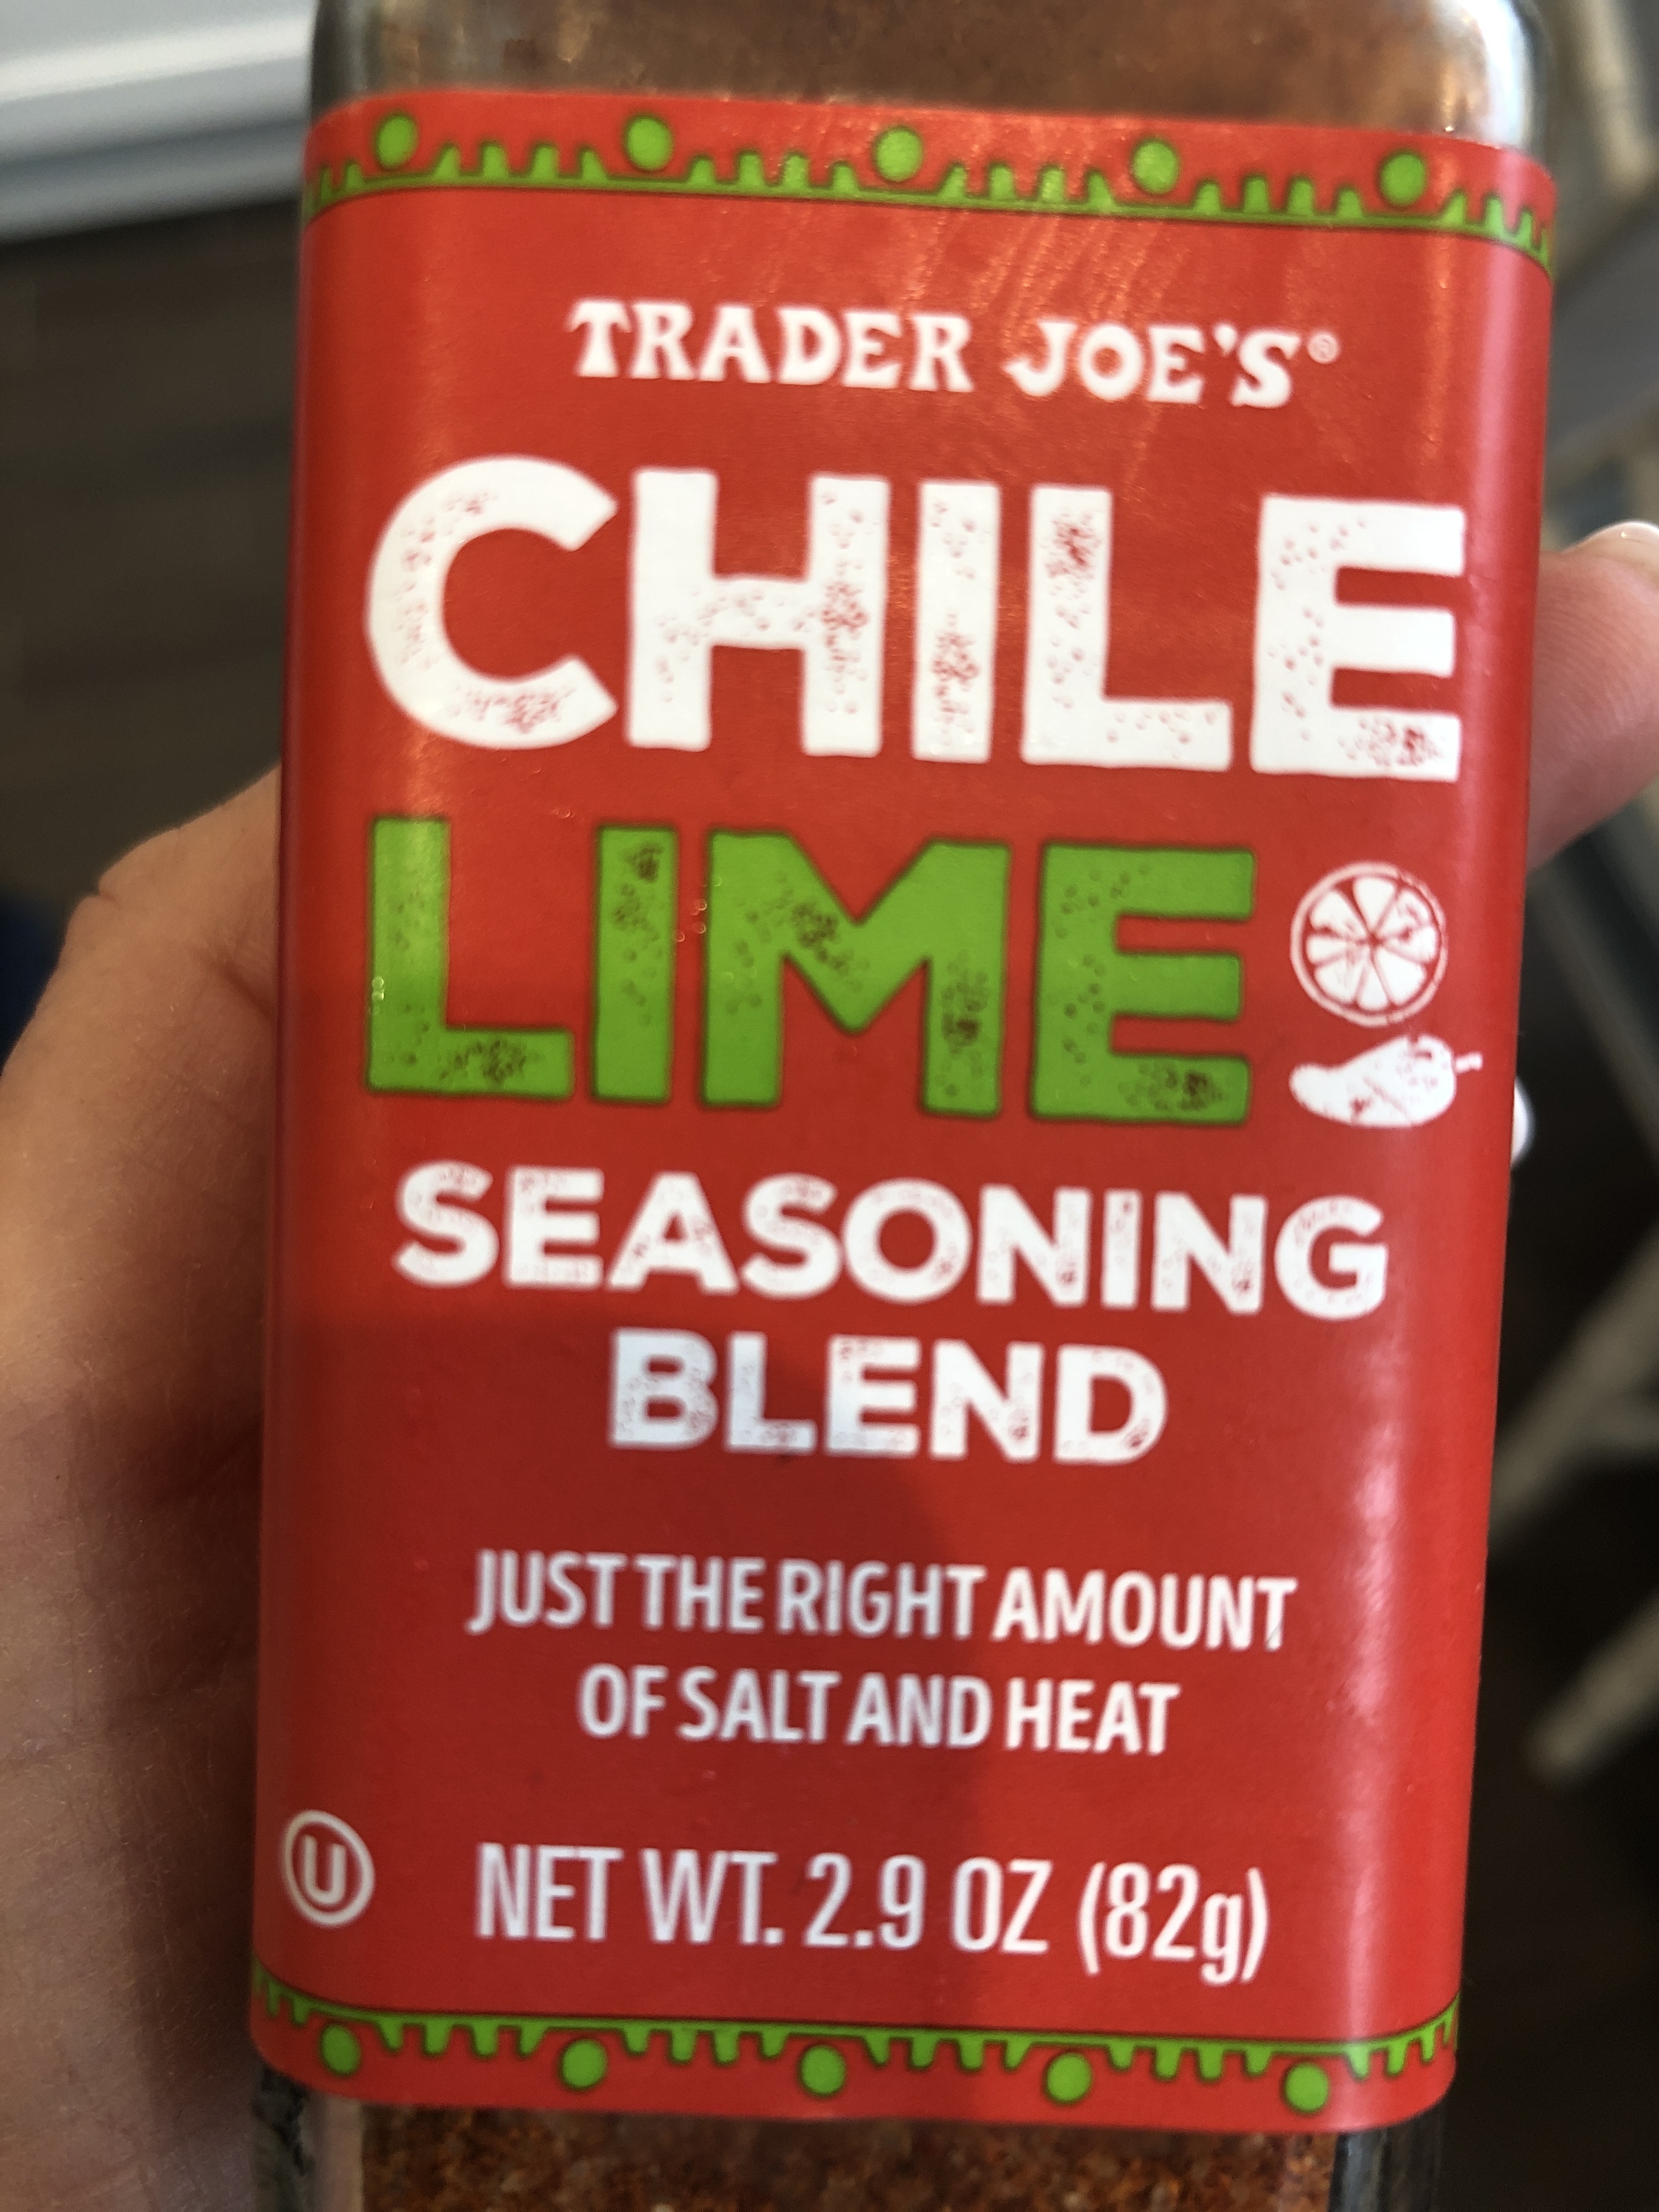 TRADER JOE'S®
CHILE
LIME
SEASONING
BLEND
JUST THE RIGHT AMOUNT
OF SALT AND HEAT
U NET WT. 2.9 OZ (82g)